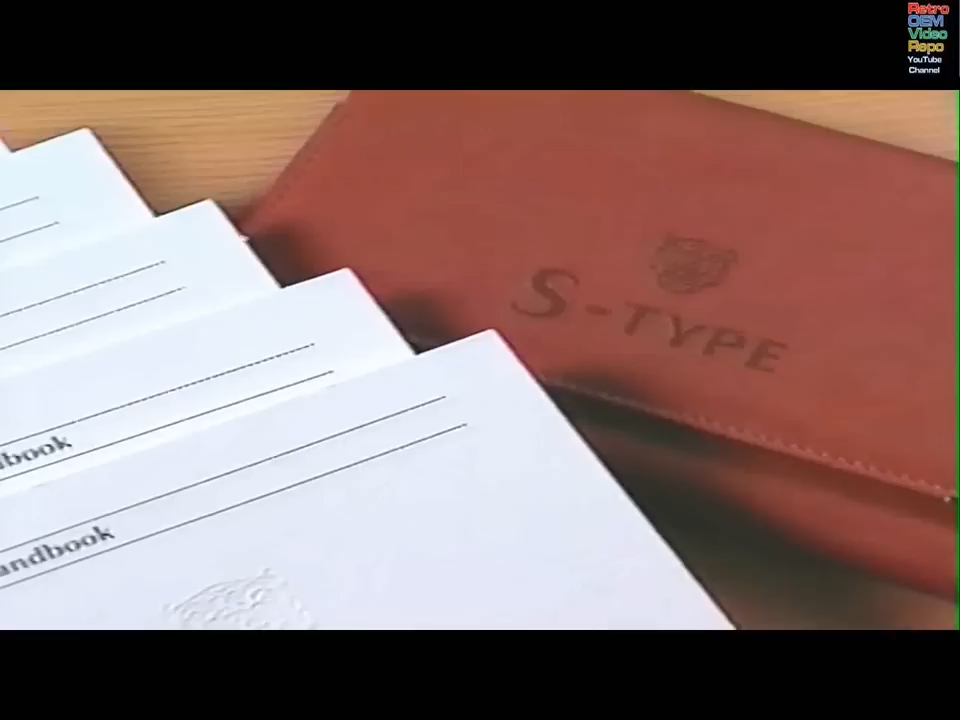 Retro
OEM
Video
Repo
YouTube
Channel
S-TYPE
dbook
andbook